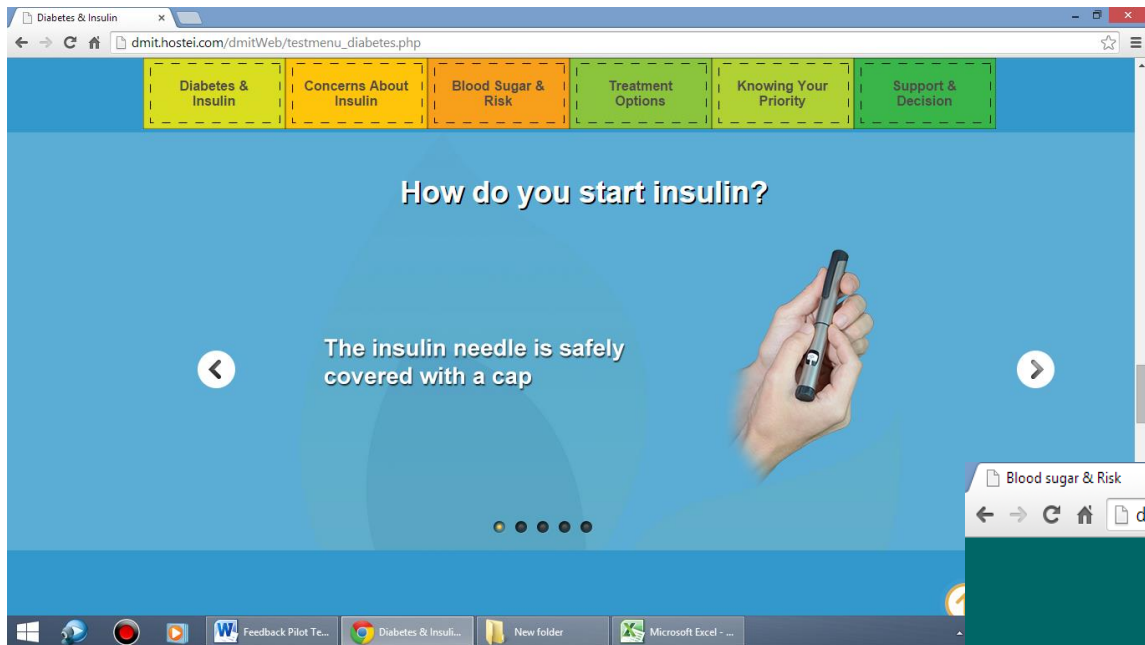 Diabetes & Insulin
dmit.hostei.com/dmitWeb/testmenu_diabetes.php
Diabetes &
Insulin
Concerns About
Insulin
Blood Sugar &
Risk
Treatment
Options
Knowing Your
Priority
Support &
Decision
How do you start insulin?
The insulin needle is safely
covered with a cap
Blood sugar & Risk
d
Feedback Pilot Te...
Diabetes & Insuli...
New folder
Microsoft Excel - ...